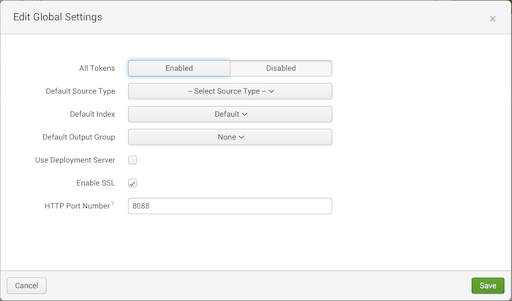 Edit Global Settings ×
All Tokens Enabled Disabled
Default Source Type -- Select Source Type --
Default Index Default
Default Output Group None
Use Deployment Server
Enable SSL
HTTP Port Number ? 8088
Cancel Save